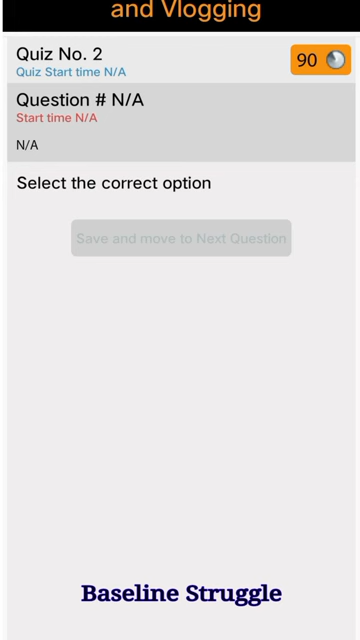 and Vlogging
Quiz No. 2
90
Quiz Start time N/A
Question # N/A
Start time N/A
N/A
Select the correct option
Save and move to Next Question
Baseline Struggle